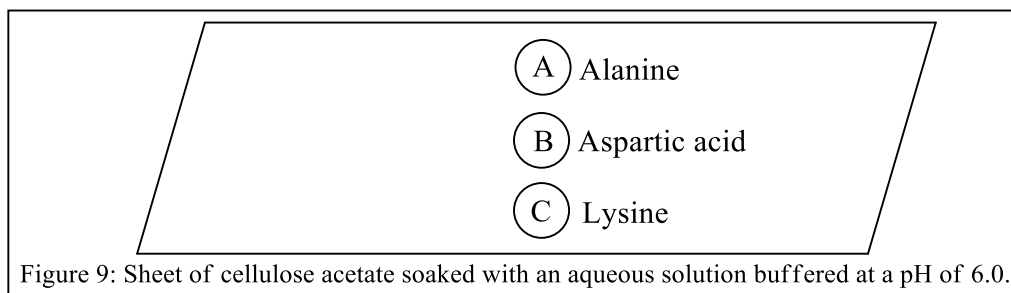 A Alanine
B Aspartic acid
C Lysine
Figure 9: Sheet of cellulose acetate soaked with an aqueous solution buffered at a pH of 6.0.